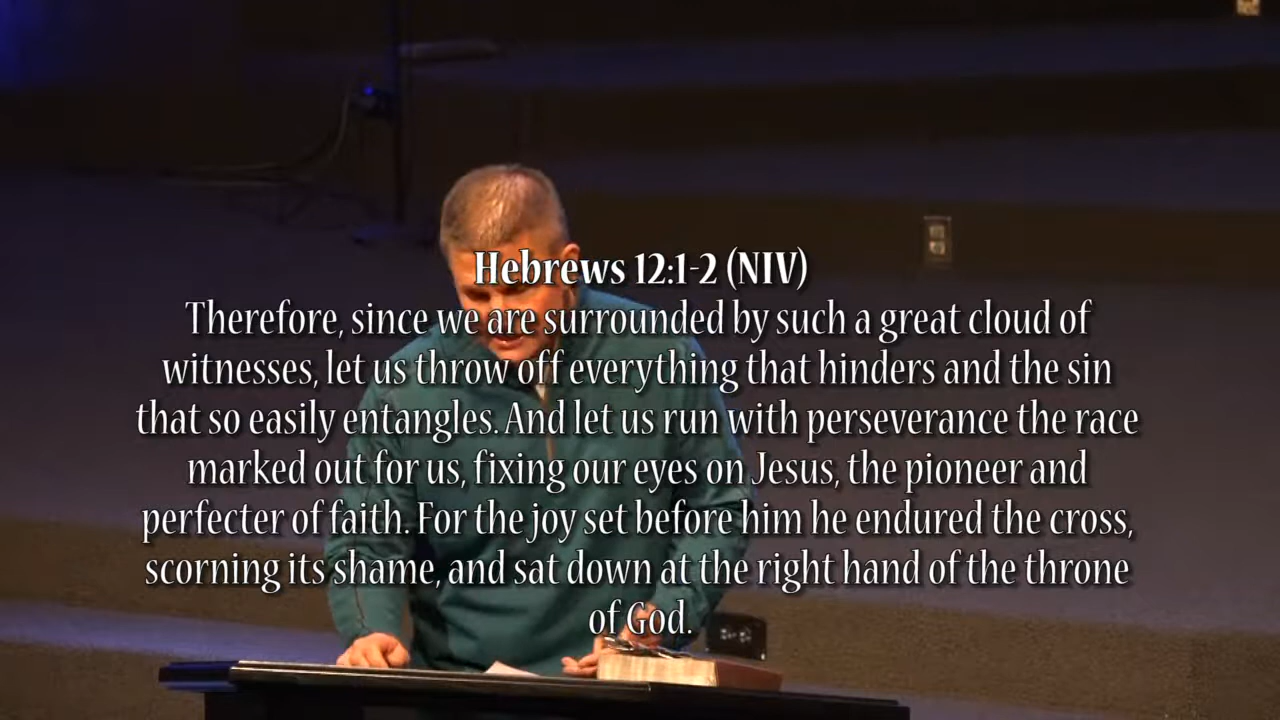 Hebrews 12:1-2 (NIV)
Therefore, since we are surrounded by such a great cloud of
witnesses, let us throw off everything that hinders and the sin
that so easily entangles. And let us run with perseverance the race
marked out for us, fixing our eyes on Jesus, the pioneer and
perfecter of faith. For the joy set before him he endured the cross,
scorning its shame, and sat down at the right hand of the throne
of God.